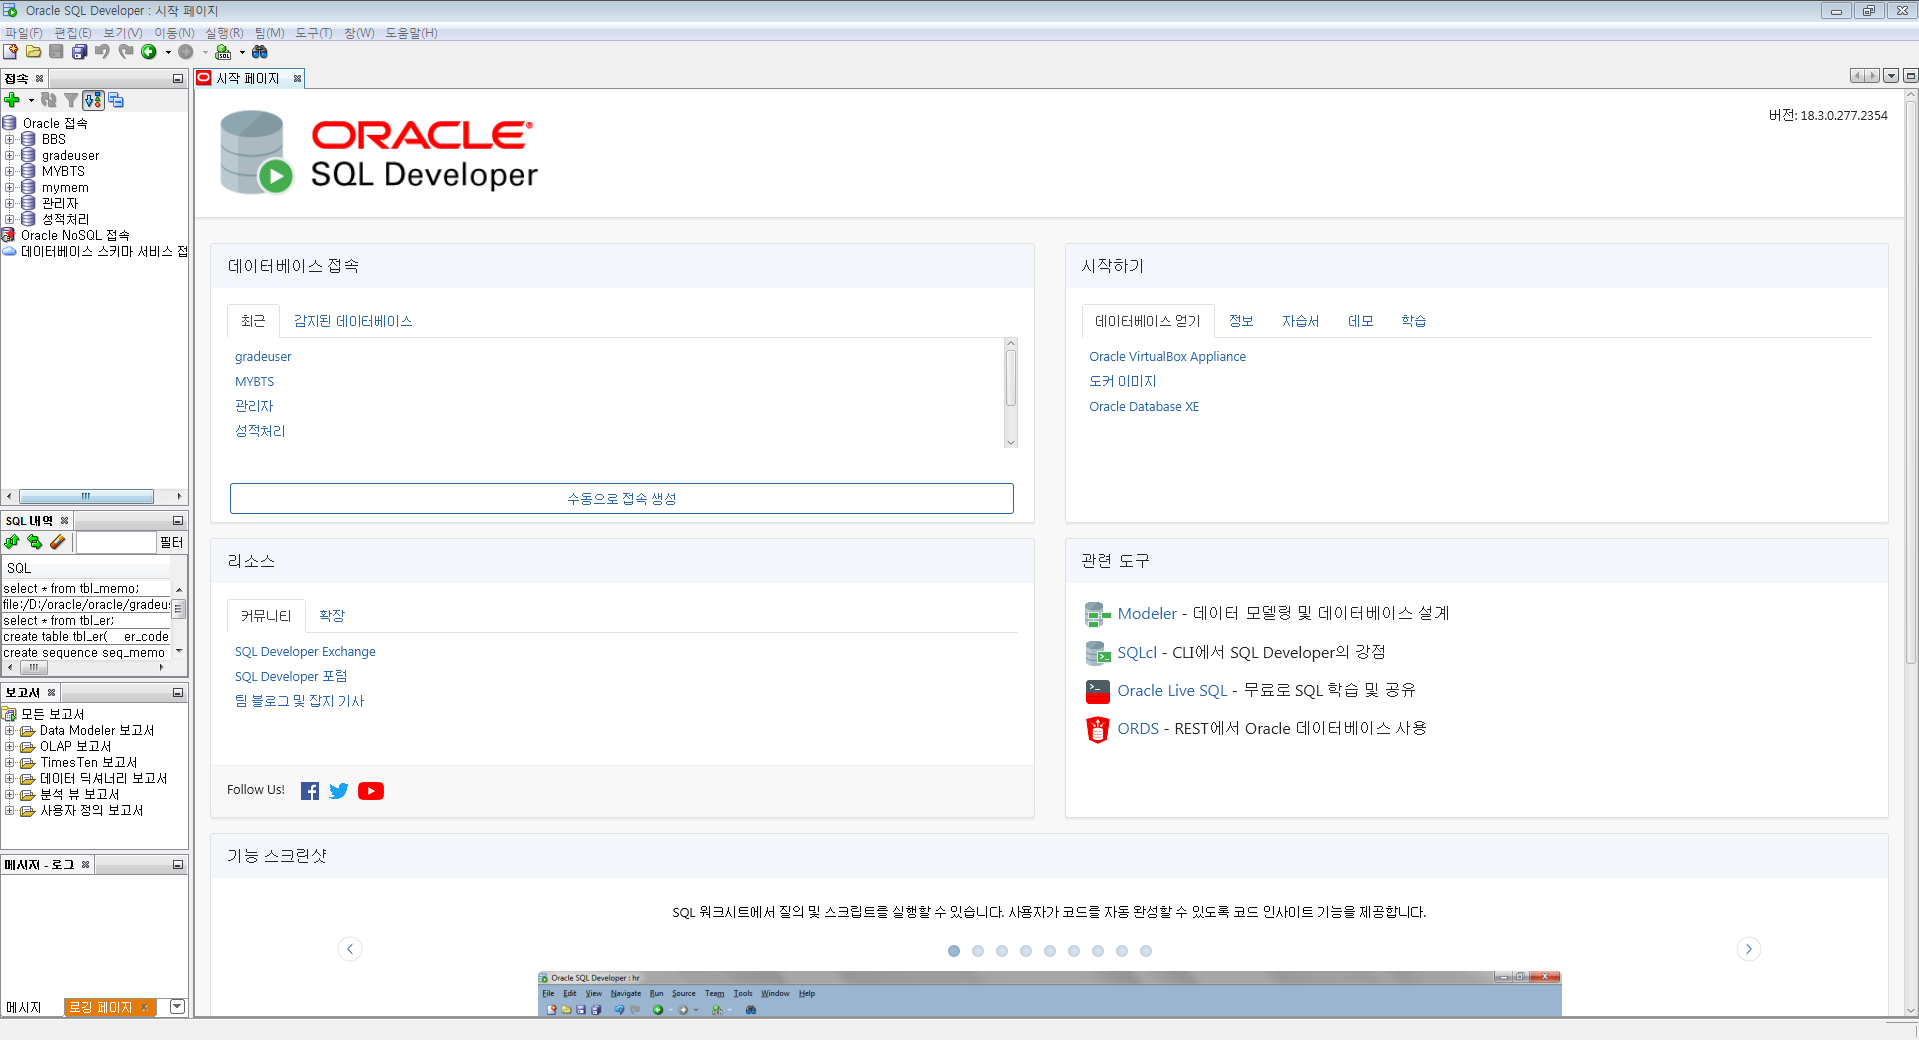 Oracle SQL Developer : 시작 페이지
파일(F) 편집(E) 보기(V) 이동(N) 실행(R) 팀(M) 도구(T) 창(W) 도움말(H)
접속
시작 페이지
Oracle 접속
BBS
gradeuser
MYBTS
mymem
관리자
성적처리
Oracle NoSQL 접속
데이터베이스 스키마 서비스 접
SQL 내역
필터
SQL
select * from tbl_memo;
file:/D:/oracle/oracle/gradeus
select * from tbl_er;
create table tbl_er( er_code
create sequence seq_memo
보고서
모든 보고서
Data Modeler 보고서
OLAP 보고서
TimesTen 보고서
데이터 딕셔너리 보고서
분석 뷰 보고서
사용자 정의 보고서
메시지 - 로그
메시지
로깅 페이지
ORACLE®
SQL Developer
버전: 18.3.0.277.2354
데이터베이스 접속
최근 감지된 데이터베이스
gradeuser
MYBTS
관리자
성적처리
수동으로 접속 생성
시작하기
데이터베이스 얻기 정보 자습서 데모 학습
Oracle VirtualBox Appliance
도커 이미지
Oracle Database XE
리소스
커뮤니티 확장
SQL Developer Exchange
SQL Developer 포럼
팀 블로그 및 잡지 기사
Follow Us!
관련 도구
Modeler - 데이터 모델링 및 데이터베이스 설계
SQLcl - CLI에서 SQL Developer의 강점
Oracle Live SQL - 무료로 SQL 학습 및 공유
ORDS - REST에서 Oracle 데이터베이스 사용
기능 스크린샷
SQL 워크시트에서 질의 및 스크립트를 실행할 수 있습니다. 사용자가 코드를 자동 완성할 수 있도록 코드 인사이트 기능을 제공합니다.
Oracle SQL Developer : hr
File Edit View Navigate Run Source Team Tools Window Help